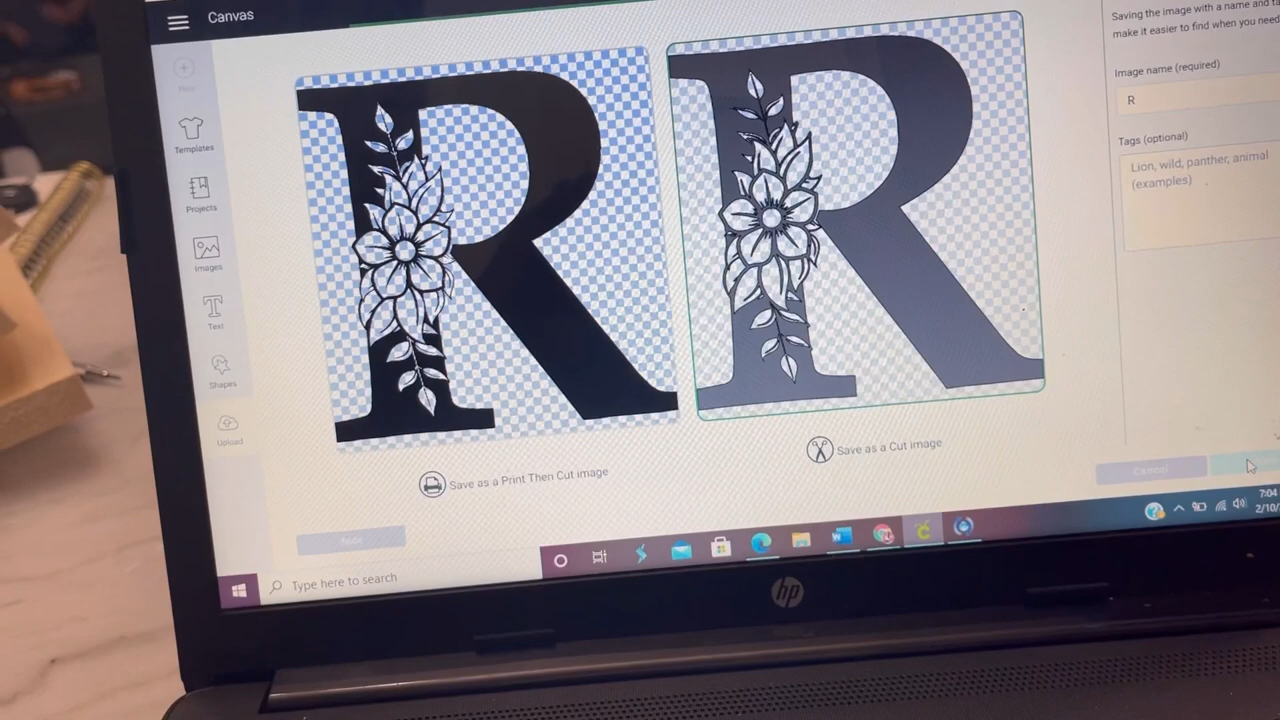 Canvas
Saving the image with a name and
make it easier to find when you need
Image name (required)
R
Tags (optional)
Lion, wild, panther, animal
(examples)
Templates
Projects
Images
Text
Shapes
Upload
R
R
Save as a Print Then Cut image
Save as a Cut image
Cancel
Type here to search
7:04
2/10/
hp